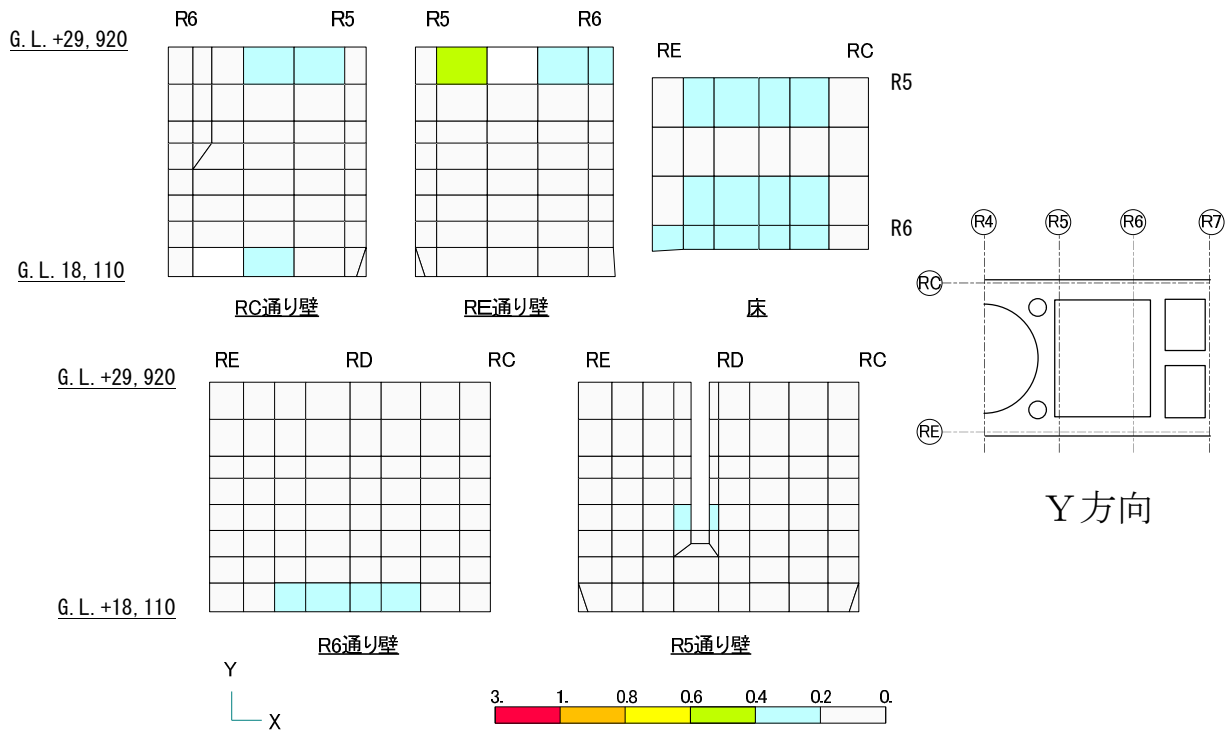 R6 R5 R5 R6
G.L.+29,920
RE RC
R5
R6
G.L.18,110
RC通り壁 RE通り壁 床
R4 R5 R6 R7
RC
RE
Y方向
RE RD RC RE RD RC
G.L.+29,920
G.L.+18,110
R6通り壁 R5通り壁
Y
X
3. 1. 0.8 0.6 0.4 0.2 0.